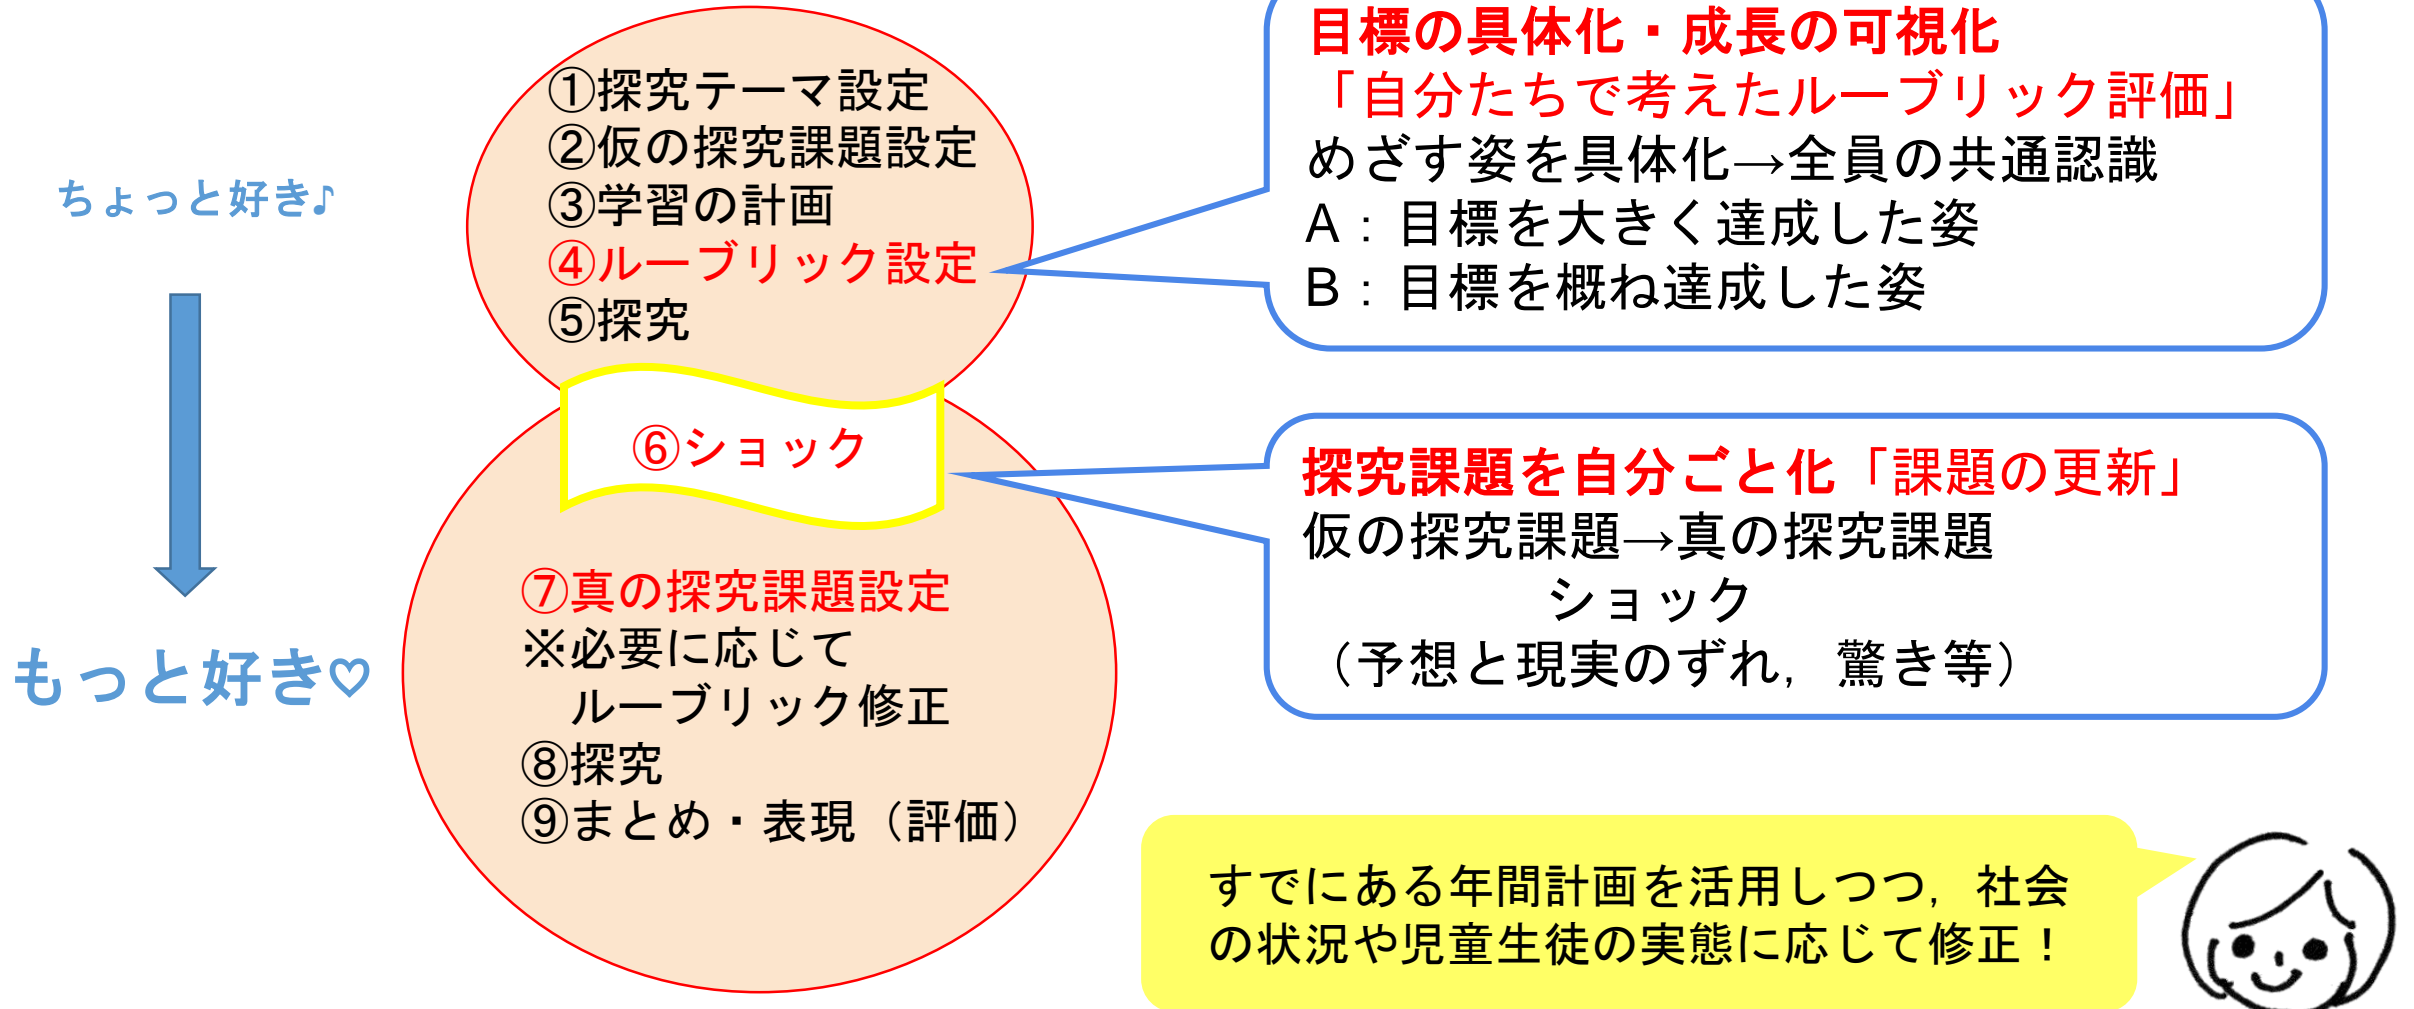 ちょっと好き♪
もっと好き♡
①探究テーマ設定
②仮の探究課題設定
③学習の計画
④ルーブリック設定
⑤探究
⑥ショック
⑦真の探究課題設定
※必要に応じて
ルーブリック修正
⑧探究
⑨まとめ・表現（評価）
目標の具体化・成長の可視化
「自分たちで考えたルーブリック評価」
めざす姿を具体化→全員の共通認識
A：目標を大きく達成した姿
B：目標を概ね達成した姿
探究課題を自分ごと化「課題の更新」
仮の探究課題→真の探究課題
ショック
（予想と現実のずれ，驚き等）
すでにある年間計画を活用しつつ，社会
の状況や児童生徒の実態に応じて修正！